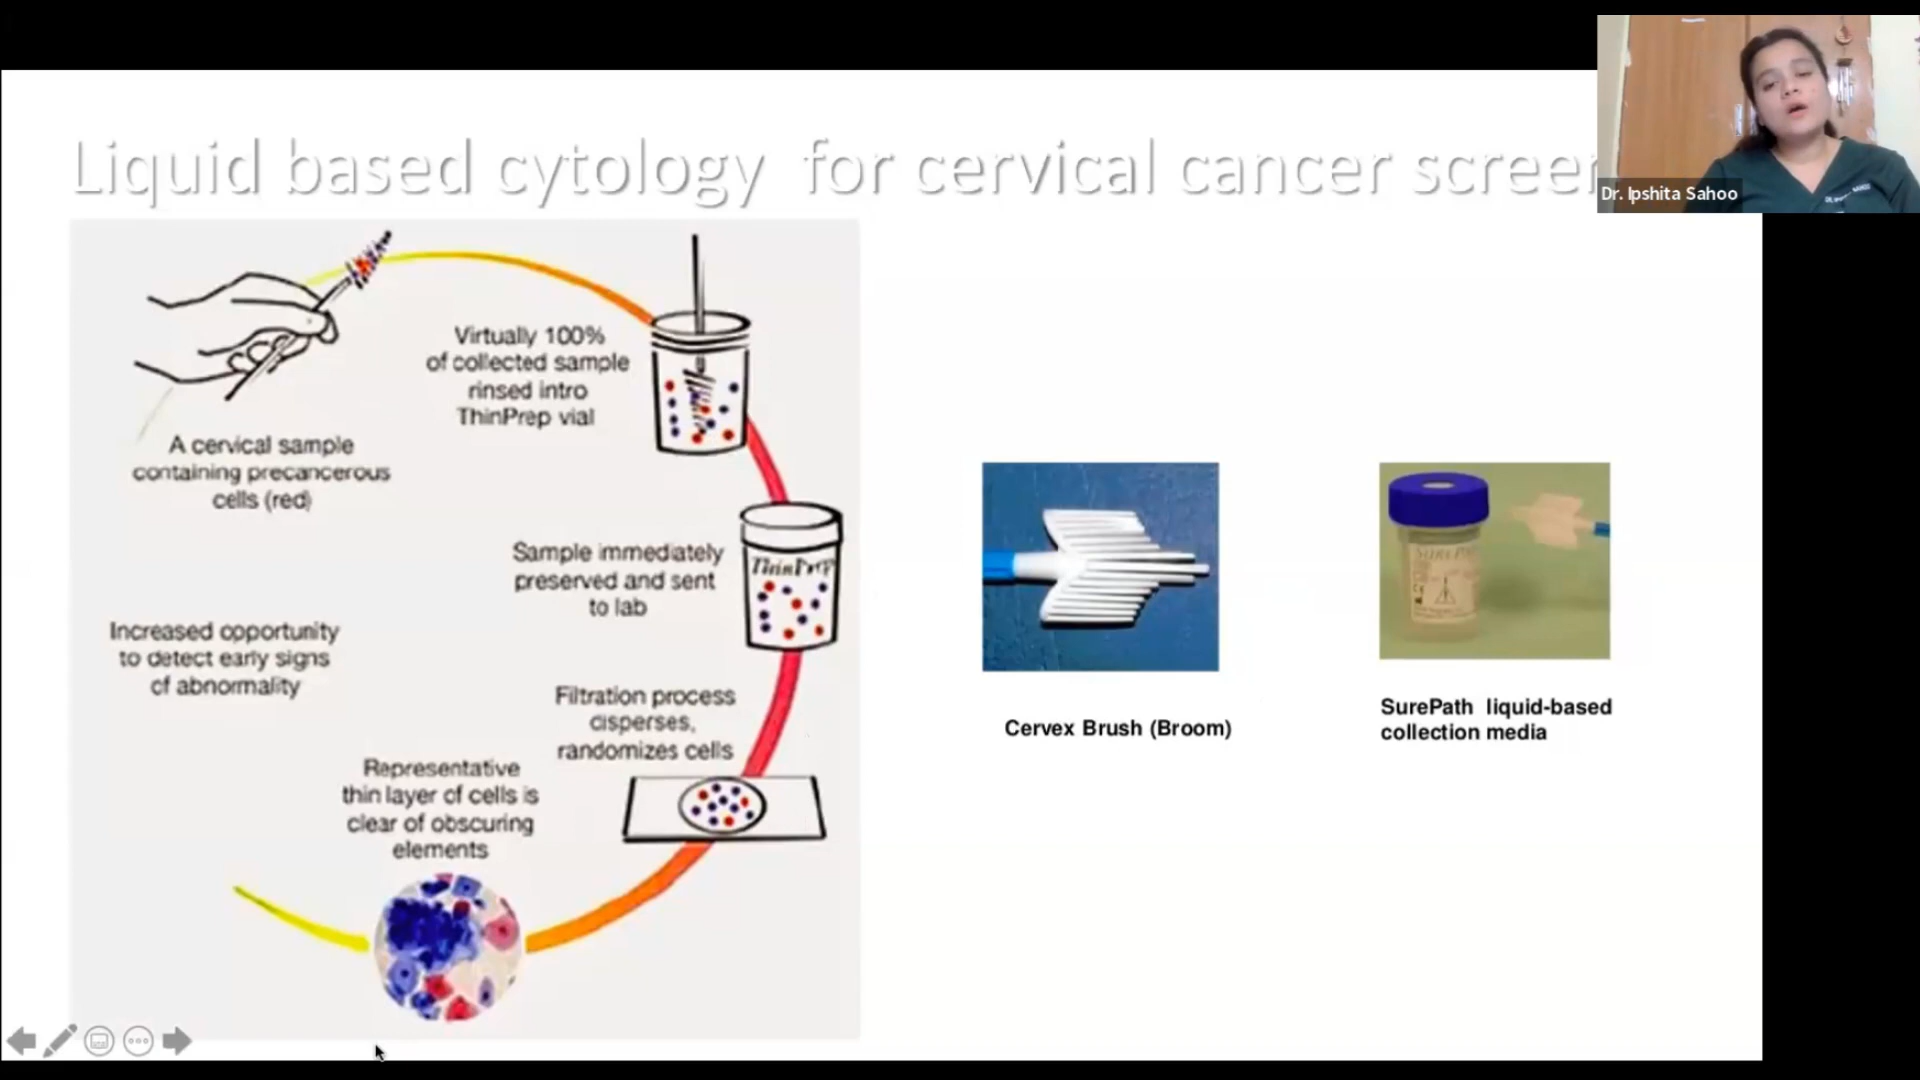 Liquid based cytology for cervical cancer screen
Dr. Ipshita Sahoo
Virtually 100%
of collected sample
rinsed intro
ThinPrep vial
A cervical sample
containing precancerous
cells (red)
ThinPrep
Sample immediately
preserved and sent
to lab
Increased opportunity
to detect early signs
of abnormality
Filtration process
disperses,
randomizes cells
Representative
thin layer of cells is
clear of obscuring
elements
Cervex Brush (Broom)
SurePath liquid-based
collection media